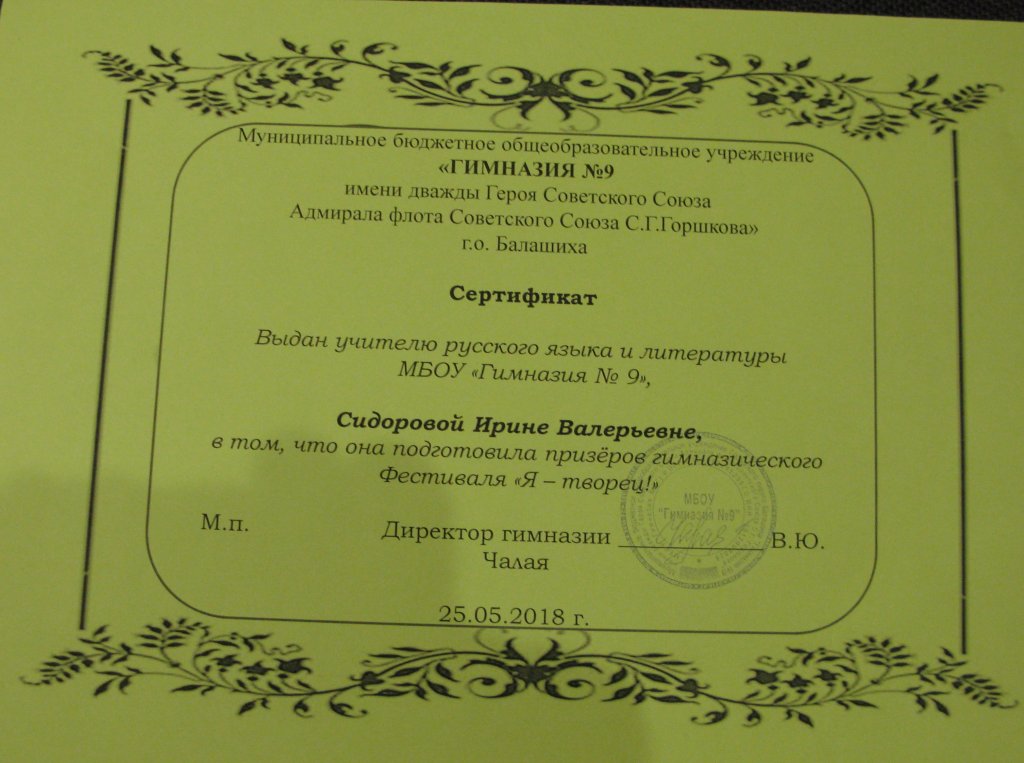 Муниципальное бюджетное общеобразовательное учреждение
«ГИМНАЗИЯ №9
имени дважды Героя Советского Союза
Адмирала флота Советского Союза С.Г.Горшкова»
г.о. Балашиха
Сертификат
Выдан учителю русского языка и литературы
МБОУ «Гимназия № 9»,
Сидоровой Ирине Валерьевне,
в том, что она подготовила призёров гимназического
Фестиваля «Я – творец!»
МБОУ
"Гимназия №9"
М.п.
Директор гимназии ____________ В.Ю.
Чалая
25.05.2018 г.